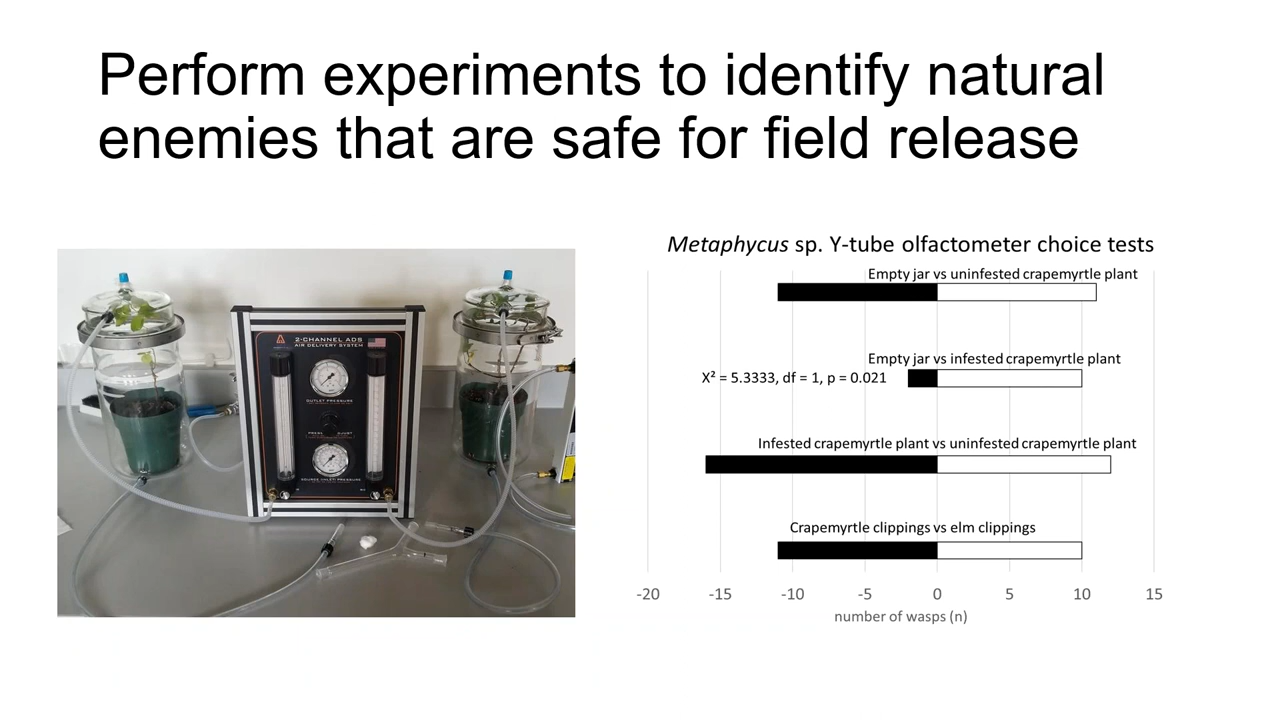 Perform experiments to identify natural
enemies that are safe for field release
2-CHANNEL ADS
AIR DELIVERY SYSTEM
OUTLET PRESSURE
SOURCE INLET PRESSURE
Metaphycus sp. Y-tube olfactometer choice tests
Empty jar vs uninfested crapemyrtle plant
Empty jar vs infested crapemyrtle plant
X² = 5.3333, df = 1, p = 0.021
Infested crapemyrtle plant vs uninfested crapemyrtle plant
Crapemyrtle clippings vs elm clippings
-20 -15 -10 -5 0 5 10 15
number of wasps (n)